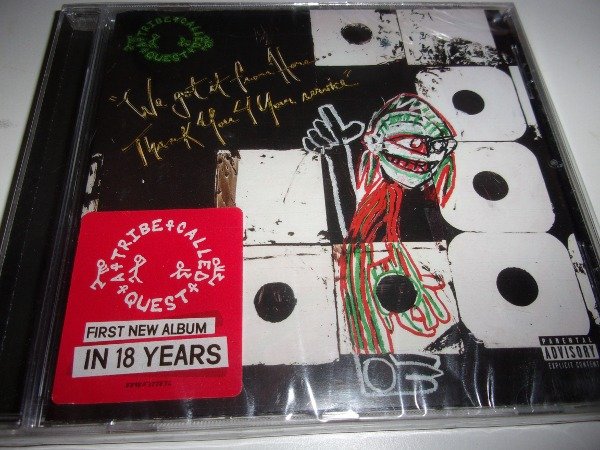 A★TRIBE★CALLED
QUEST
"We got it from Here...
Thank You 4 Your service"
A★TRIBE★CALLED
QUEST
FIRST NEW ALBUM
IN 18 YEARS
PARENTAL
ADVISORY
EXPLICIT CONTENT